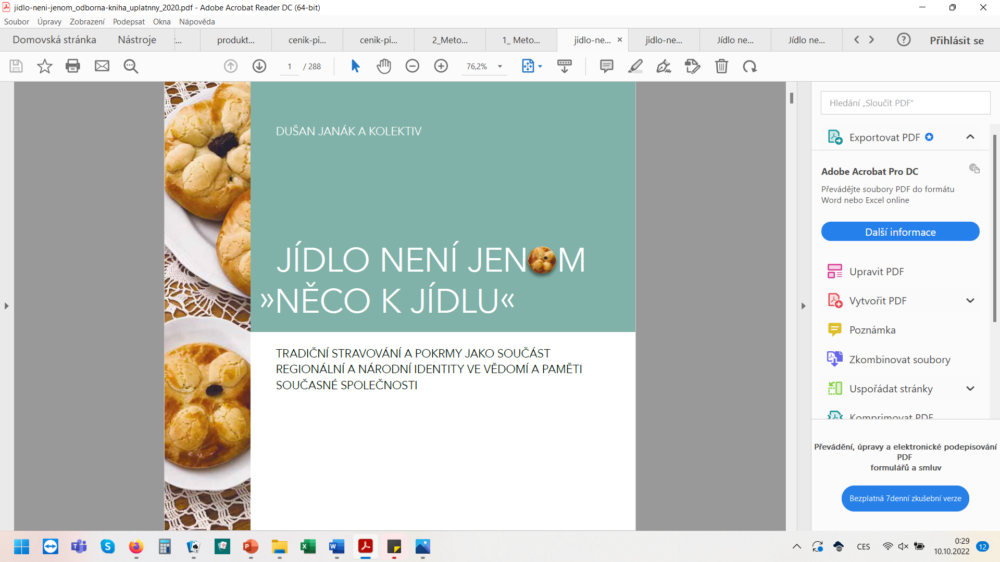 jidlo-neni-jenom_odborna-kniha_uplatnny_2020.pdf - Adobe Acrobat Reader DC (64-bit)
Soubor Úpravy Zobrazení Podepsat Okna Nápověda
Domovská stránka Nástroje :... produkt... cenik-pi... cenik-pi... 2_Meto... 1_ Meto... jidlo-ne... jidlo-ne... Jídlo ne... Jídlo ne... Přihlásit se
1 / 288 76,2%
DUŠAN JANÁK A KOLEKTIV
JÍDLO NENÍ JENOM
»NĚCO K JÍDLU«
TRADIČNÍ STRAVOVÁNÍ A POKRMY JAKO SOUČÁST
REGIONÁLNÍ A NÁRODNÍ IDENTITY VE VĚDOMÍ A PAMĚTI
SOUČASNÉ SPOLEČNOSTI
Hledání „Sloučit PDF“
Exportovat PDF
Adobe Acrobat Pro DC
Převádějte soubory PDF do formátu
Word nebo Excel online
Další informace
Upravit PDF
Vytvořit PDF
Poznámka
Zkombinovat soubory
Uspořádat stránky
Komprimovat PDF
Převádění, úpravy a elektronické podepisování
PDF
formulářů a smluv
Bezplatná 7denní zkušební verze
CES
0:29
10.10.2022
12